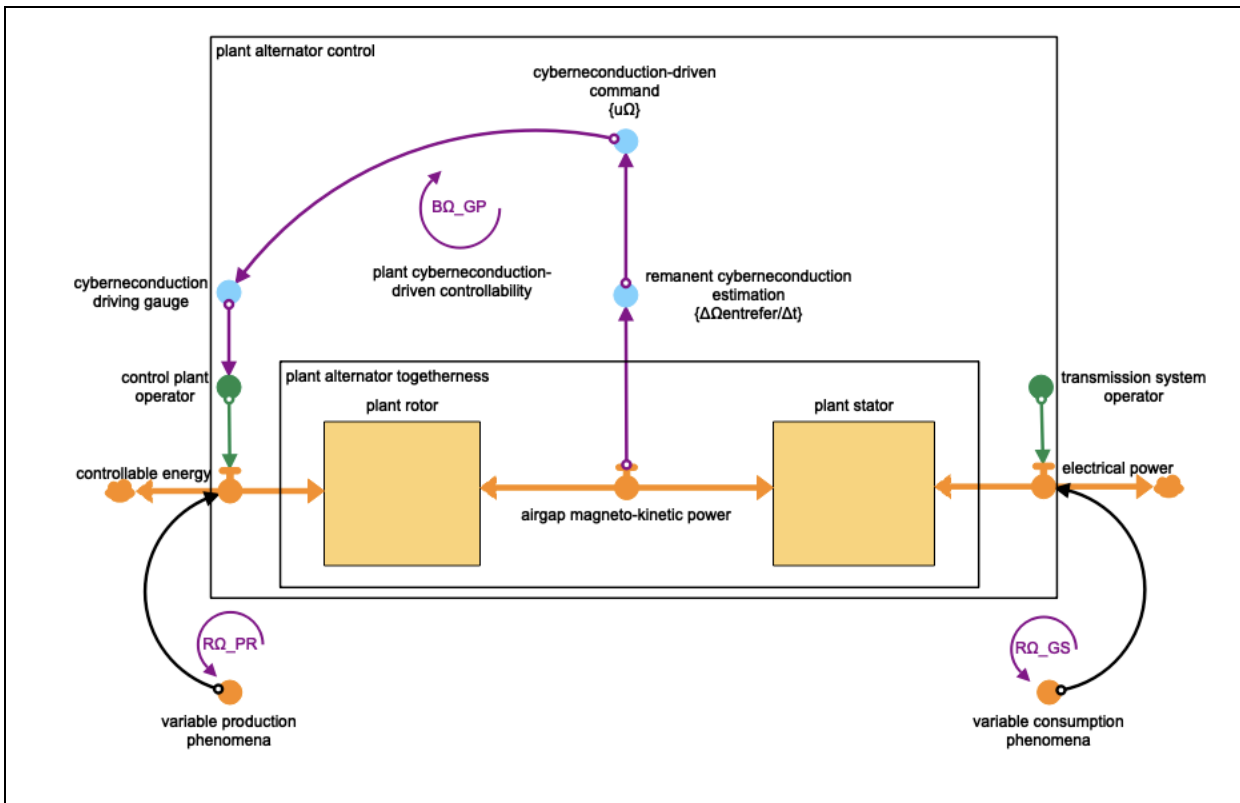 plant alternator control
cyberneconduction-driven
command
{uΩ}
BΩ_GP
plant cyberneconduction-
driven controllability
cyberneconduction
driving gauge
remanent cyberneconduction
estimation
{ΔΩentrefer/Δt}
control plant
operator
plant alternator togetherness
transmission system
operator
plant rotor
plant stator
controllable energy
electrical power
airgap magneto-kinetic power
RΩ_PR
RΩ_GS
variable production
phenomena
variable consumption
phenomena